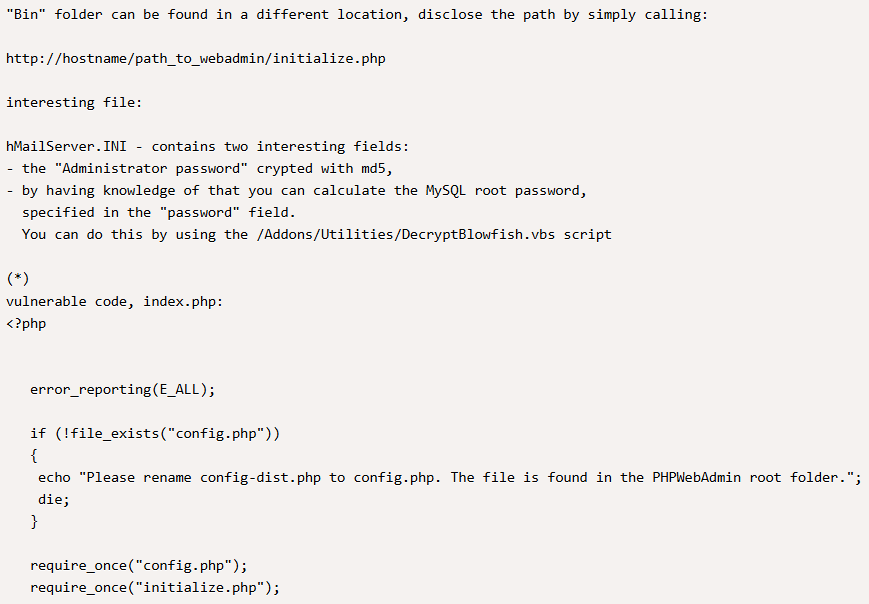 "Bin" folder can be found in a different location, disclose the path by simply calling:
http://hostname/path_to_webadmin/initialize.php
interesting file:
hMailServer.INI - contains two interesting fields:
- the "Administrator password" crypted with md5,
- by having knowledge of that you can calculate the MySQL root password,
specified in the "password" field.
You can do this by using the /Addons/Utilities/DecryptBlowfish.vbs script
(*)
vulnerable code, index.php:
<?php
error_reporting(E_ALL);
if (!file_exists("config.php"))
{
echo "Please rename config-dist.php to config.php. The file is found in the PHPWebAdmin root folder.";
die;
}
require_once("config.php");
require_once("initialize.php");